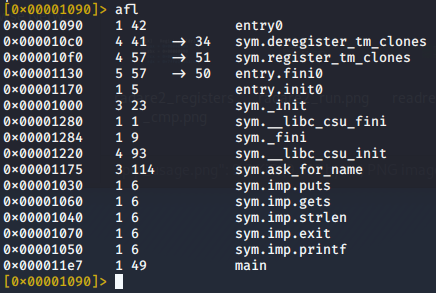 [0×00001090]> afl
0×00001090 1 42 entry0
0×000010c0 4 41 → 34 sym.deregister_tm_clones
0×000010f0 4 57 → 51 sym.register_tm_clones
0×00001130 5 57 → 50 entry.fini0
0×00001170 1 5 entry.init0
0×00001000 3 23 sym._init
0×00001280 1 1 sym.__libc_csu_fini
0×00001284 1 9 sym._fini
0×00001220 4 93 sym.__libc_csu_init
0×00001175 3 114 sym.ask_for_name
0×00001030 1 6 sym.imp.puts
0×00001060 1 6 sym.imp.gets
0×00001040 1 6 sym.imp.strlen
0×00001070 1 6 sym.imp.exit
0×00001050 1 6 sym.imp.printf
0×000011e7 1 49 main
[0×00001090]>